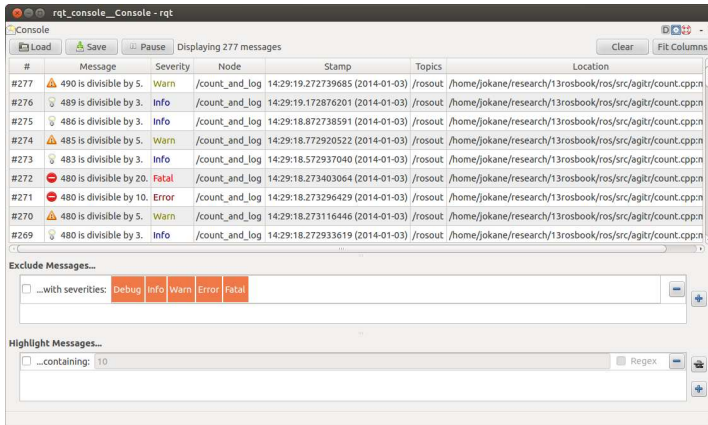 rqt_console__Console - rqt
Console
Load Save Pause Displaying 277 messages Clear Fit Columns
# Message Severity Node Stamp Topics Location
#277 490 is divisible by 5. Warn /count_and_log 14:29:19.272739685 (2014-01-03) /rosout /home/jokane/research/13rosbook/ros/src/agitr/count.cpp:m
#276 489 is divisible by 3. Info /count_and_log 14:29:19.172876201 (2014-01-03) /rosout /home/jokane/research/13rosbook/ros/src/agitr/count.cpp:m
#275 486 is divisible by 3. Info /count_and_log 14:29:18.872738591 (2014-01-03) /rosout /home/jokane/research/13rosbook/ros/src/agitr/count.cpp:m
#274 485 is divisible by 5. Warn /count_and_log 14:29:18.772920522 (2014-01-03) /rosout /home/jokane/research/13rosbook/ros/src/agitr/count.cpp:m
#273 483 is divisible by 3. Info /count_and_log 14:29:18.572937040 (2014-01-03) /rosout /home/jokane/research/13rosbook/ros/src/agitr/count.cpp:m
#272 480 is divisible by 20. Fatal /count_and_log 14:29:18.273403064 (2014-01-03) /rosout /home/jokane/research/13rosbook/ros/src/agitr/count.cpp:m
#271 480 is divisible by 10. Error /count_and_log 14:29:18.273296429 (2014-01-03) /rosout /home/jokane/research/13rosbook/ros/src/agitr/count.cpp:m
#270 480 is divisible by 5. Warn /count_and_log 14:29:18.273116446 (2014-01-03) /rosout /home/jokane/research/13rosbook/ros/src/agitr/count.cpp:m
#269 480 is divisible by 3. Info /count_and_log 14:29:18.272933619 (2014-01-03) /rosout /home/jokane/research/13rosbook/ros/src/agitr/count.cpp:m
Exclude Messages...
...with severities: Debug Info Warn Error Fatal
Highlight Messages...
...containing: 10 Regex